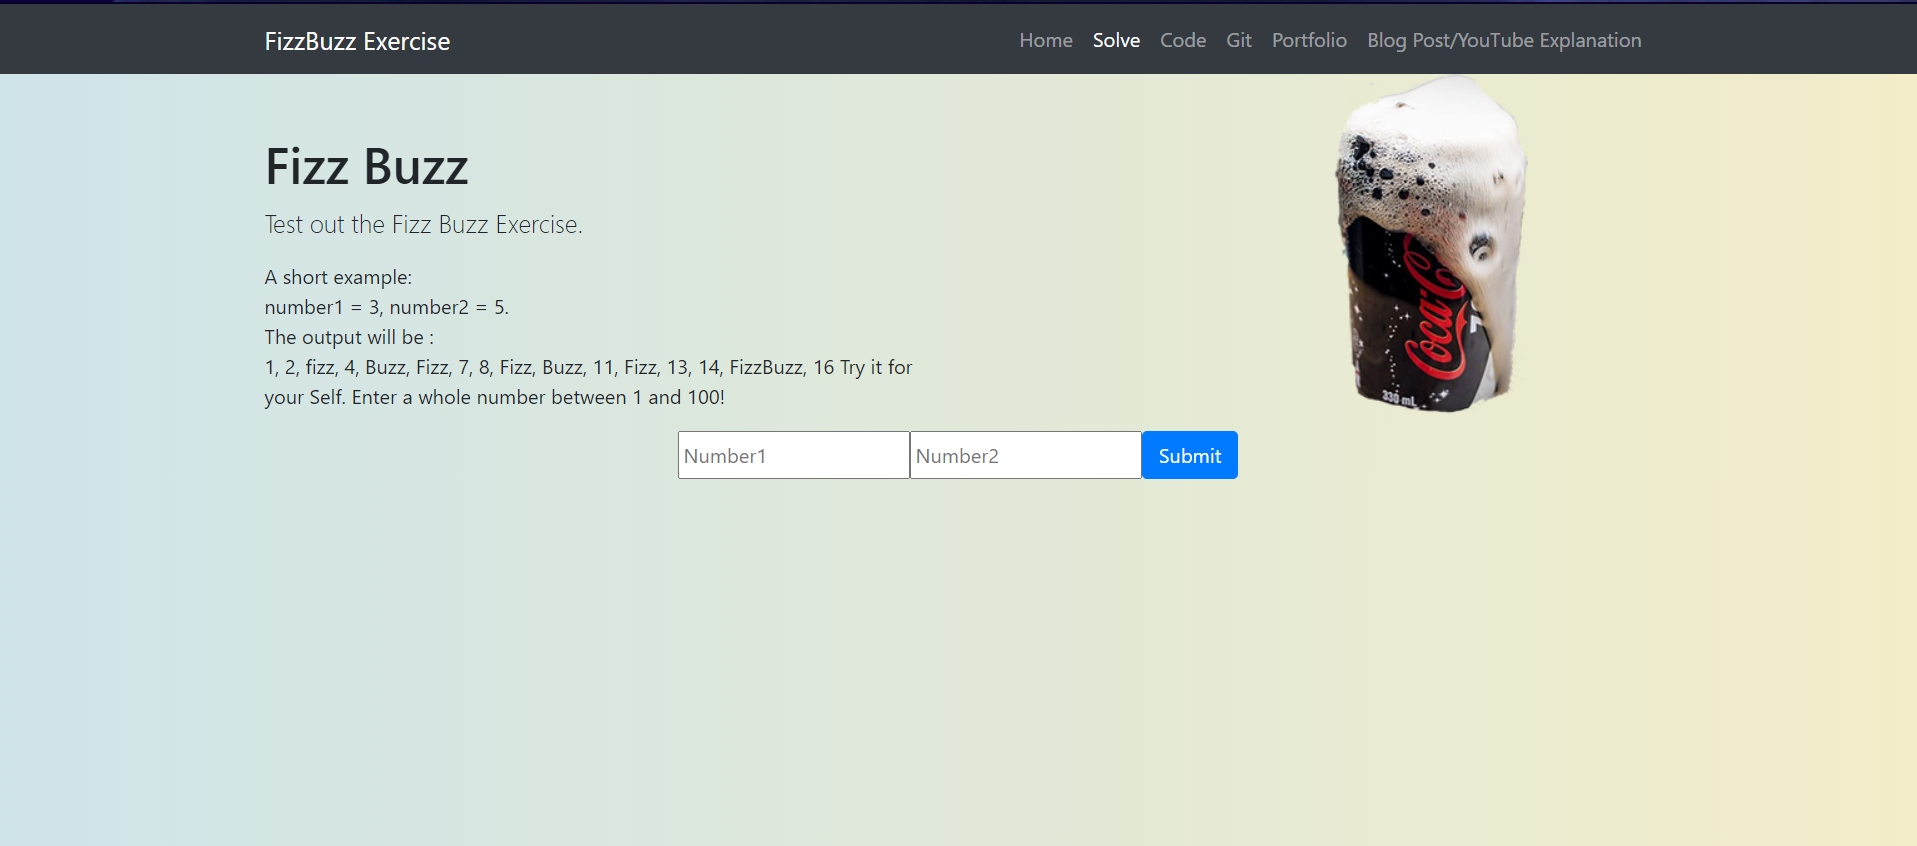 FizzBuzz Exercise
Home Solve Code Git Portfolio Blog Post/YouTube Explanation
Fizz Buzz
Test out the Fizz Buzz Exercise.
A short example:
number1 = 3, number2 = 5.
The output will be :
1, 2, fizz, 4, Buzz, Fizz, 7, 8, Fizz, Buzz, 11, Fizz, 13, 14, FizzBuzz, 16 Try it for
your Self. Enter a whole number between 1 and 100!
Number1 Number2 Submit
Coca-C
330 mL